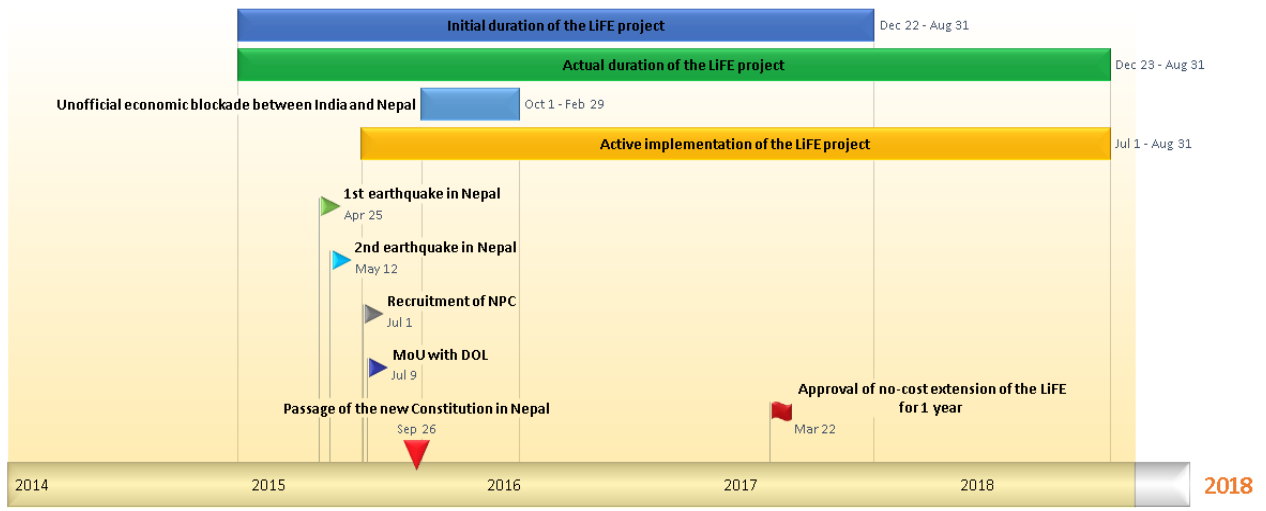 Initial duration of the LiFE project
Dec 22 - Aug 31
Actual duration of the LiFE project
Dec 23 - Aug 31
Unofficial economic blockade between India and Nepal
Oct 1 - Feb 29
Active implementation of the LiFE project
Jul 1 - Aug 31
1st earthquake in Nepal
Apr 25
2nd earthquake in Nepal
May 12
Recruitment of NPC
Jul 1
MoU with DOL
Jul 9
Passage of the new Constitution in Nepal
Sep 26
Approval of no-cost extension of the LiFE
for 1 year
Mar 22
2014 2015 2016 2017 2018
2018